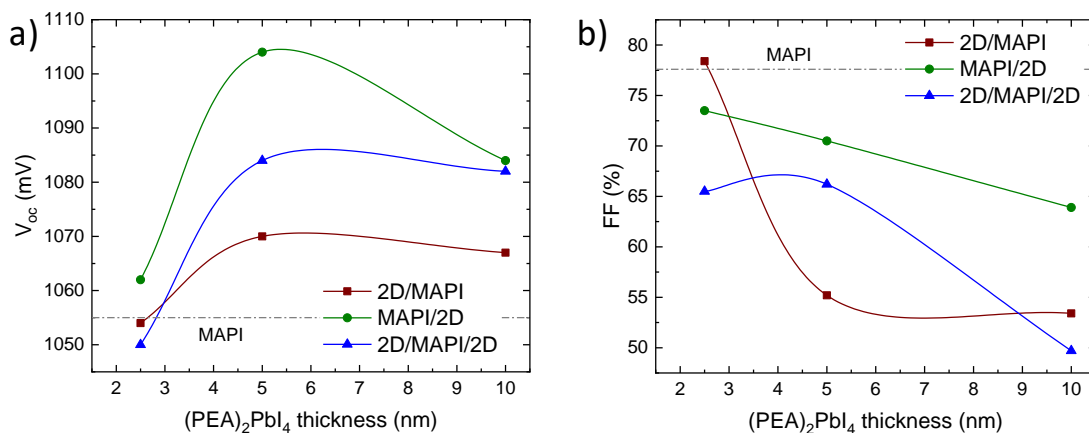 a)
1110
1100
1090
1080
1070
1060
1050
V_oc (mV)
2D/MAPI
MAPI/2D
2D/MAPI/2D
MAPI
2 3 4 5 6 7 8 9 10
(PEA)₂PbI₄ thickness (nm)
b)
80
75
70
65
60
55
50
FF (%)
MAPI
2D/MAPI
MAPI/2D
2D/MAPI/2D
2 3 4 5 6 7 8 9 10
(PEA)₂PbI₄ thickness (nm)